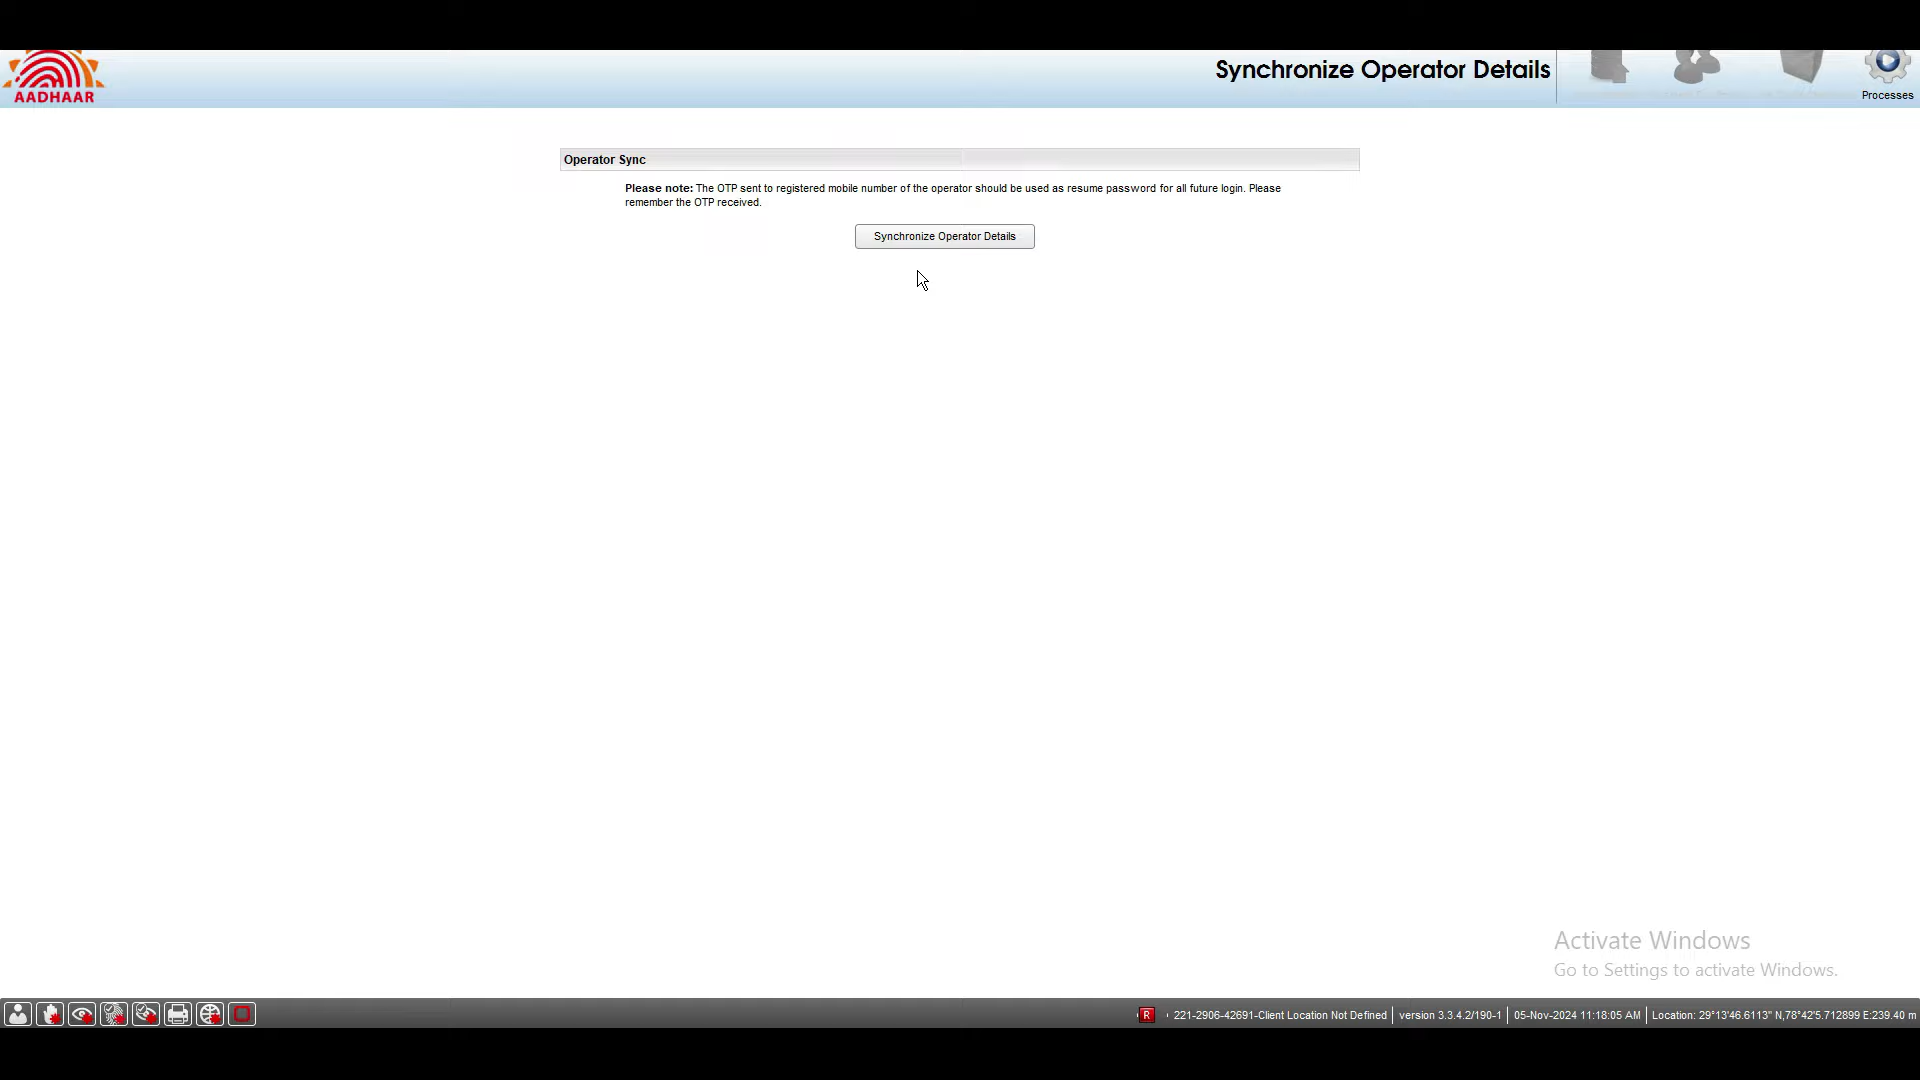 AADHAAR
Synchronize Operator Details
Processes
Operator Sync
Please note: The OTP sent to registered mobile number of the operator should be used as resume password for all future login. Please
remember the OTP received.
Synchronize Operator Details
Activate Windows
Go to Settings to activate Windows.
R 221-2906-42691-Client Location Not Defined version 3.3.4.2/190-1 05-Nov-2024 11:18:05 AM Location: 29°13'46.6113" N,78°42'5.712899 E:239.40 m